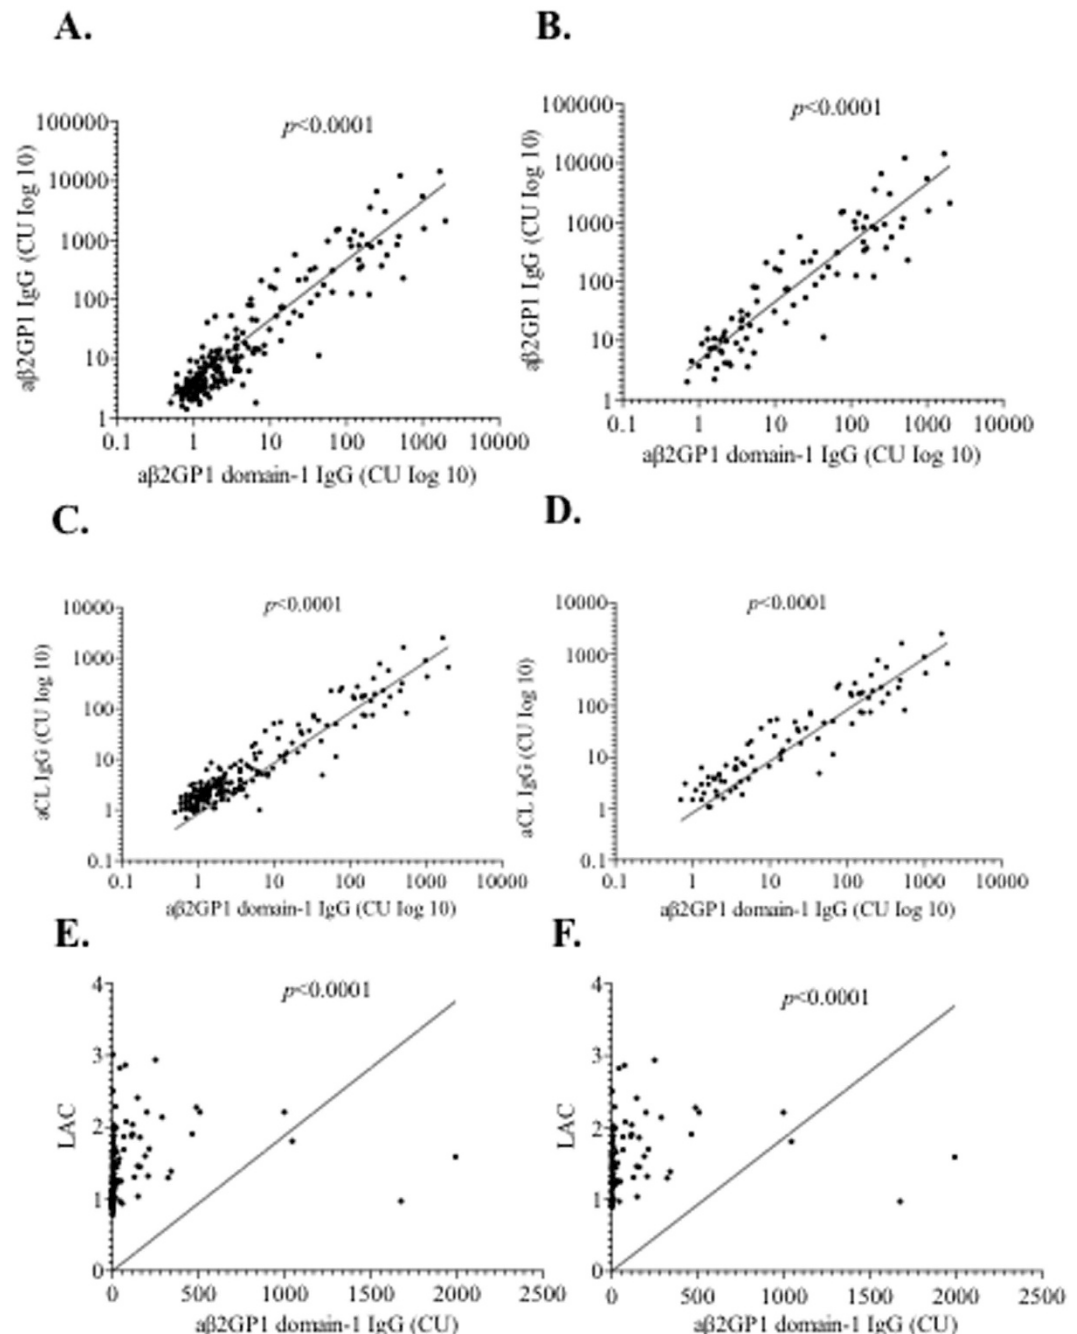 A.
B.
p<0.0001
p<0.0001
aβ2GP1 IgG (CU log 10)
100000
10000
1000
100
10
1
0.1
1
10
100
1000
10000
aβ2GP1 domain-1 IgG (CU log 10)
aβ2GP1 IgG (CU log 10)
100000
10000
1000
100
10
1
0.1
1
10
100
1000
10000
aβ2GP1 domain-1 IgG (CU log 10)
C.
D.
p<0.0001
p<0.0001
aCL IgG (CU log 10)
10000
1000
100
10
1
0.1
0.1
1
10
100
1000
10000
aβ2GP1 domain-1 IgG (CU log 10)
aCL IgG (CU log 10)
10000
1000
100
10
1
0.1
0.1
1
10
100
1000
10000
aβ2GP1 domain-1 IgG (CU log 10)
E.
F.
p<0.0001
p<0.0001
LAC
4
3
2
1
0
0
500
1000
1500
2000
2500
aβ2GP1 domain-1 IgG (CU)
LAC
4
3
2
1
0
0
500
1000
1500
2000
2500
aβ2GP1 domain-1 IgG (CU)